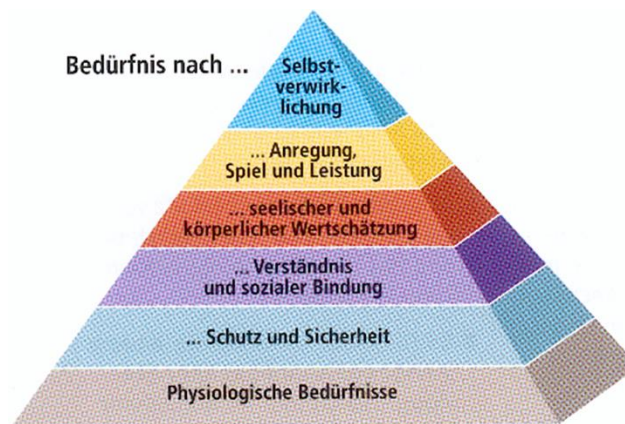 Bedürfnis nach ...
Selbst-
verwirk-
lichung
... Anregung,
Spiel und Leistung
... seelischer und
körperlicher Wertschätzung
... Verständnis
und sozialer Bindung
... Schutz und Sicherheit
Physiologische Bedürfnisse